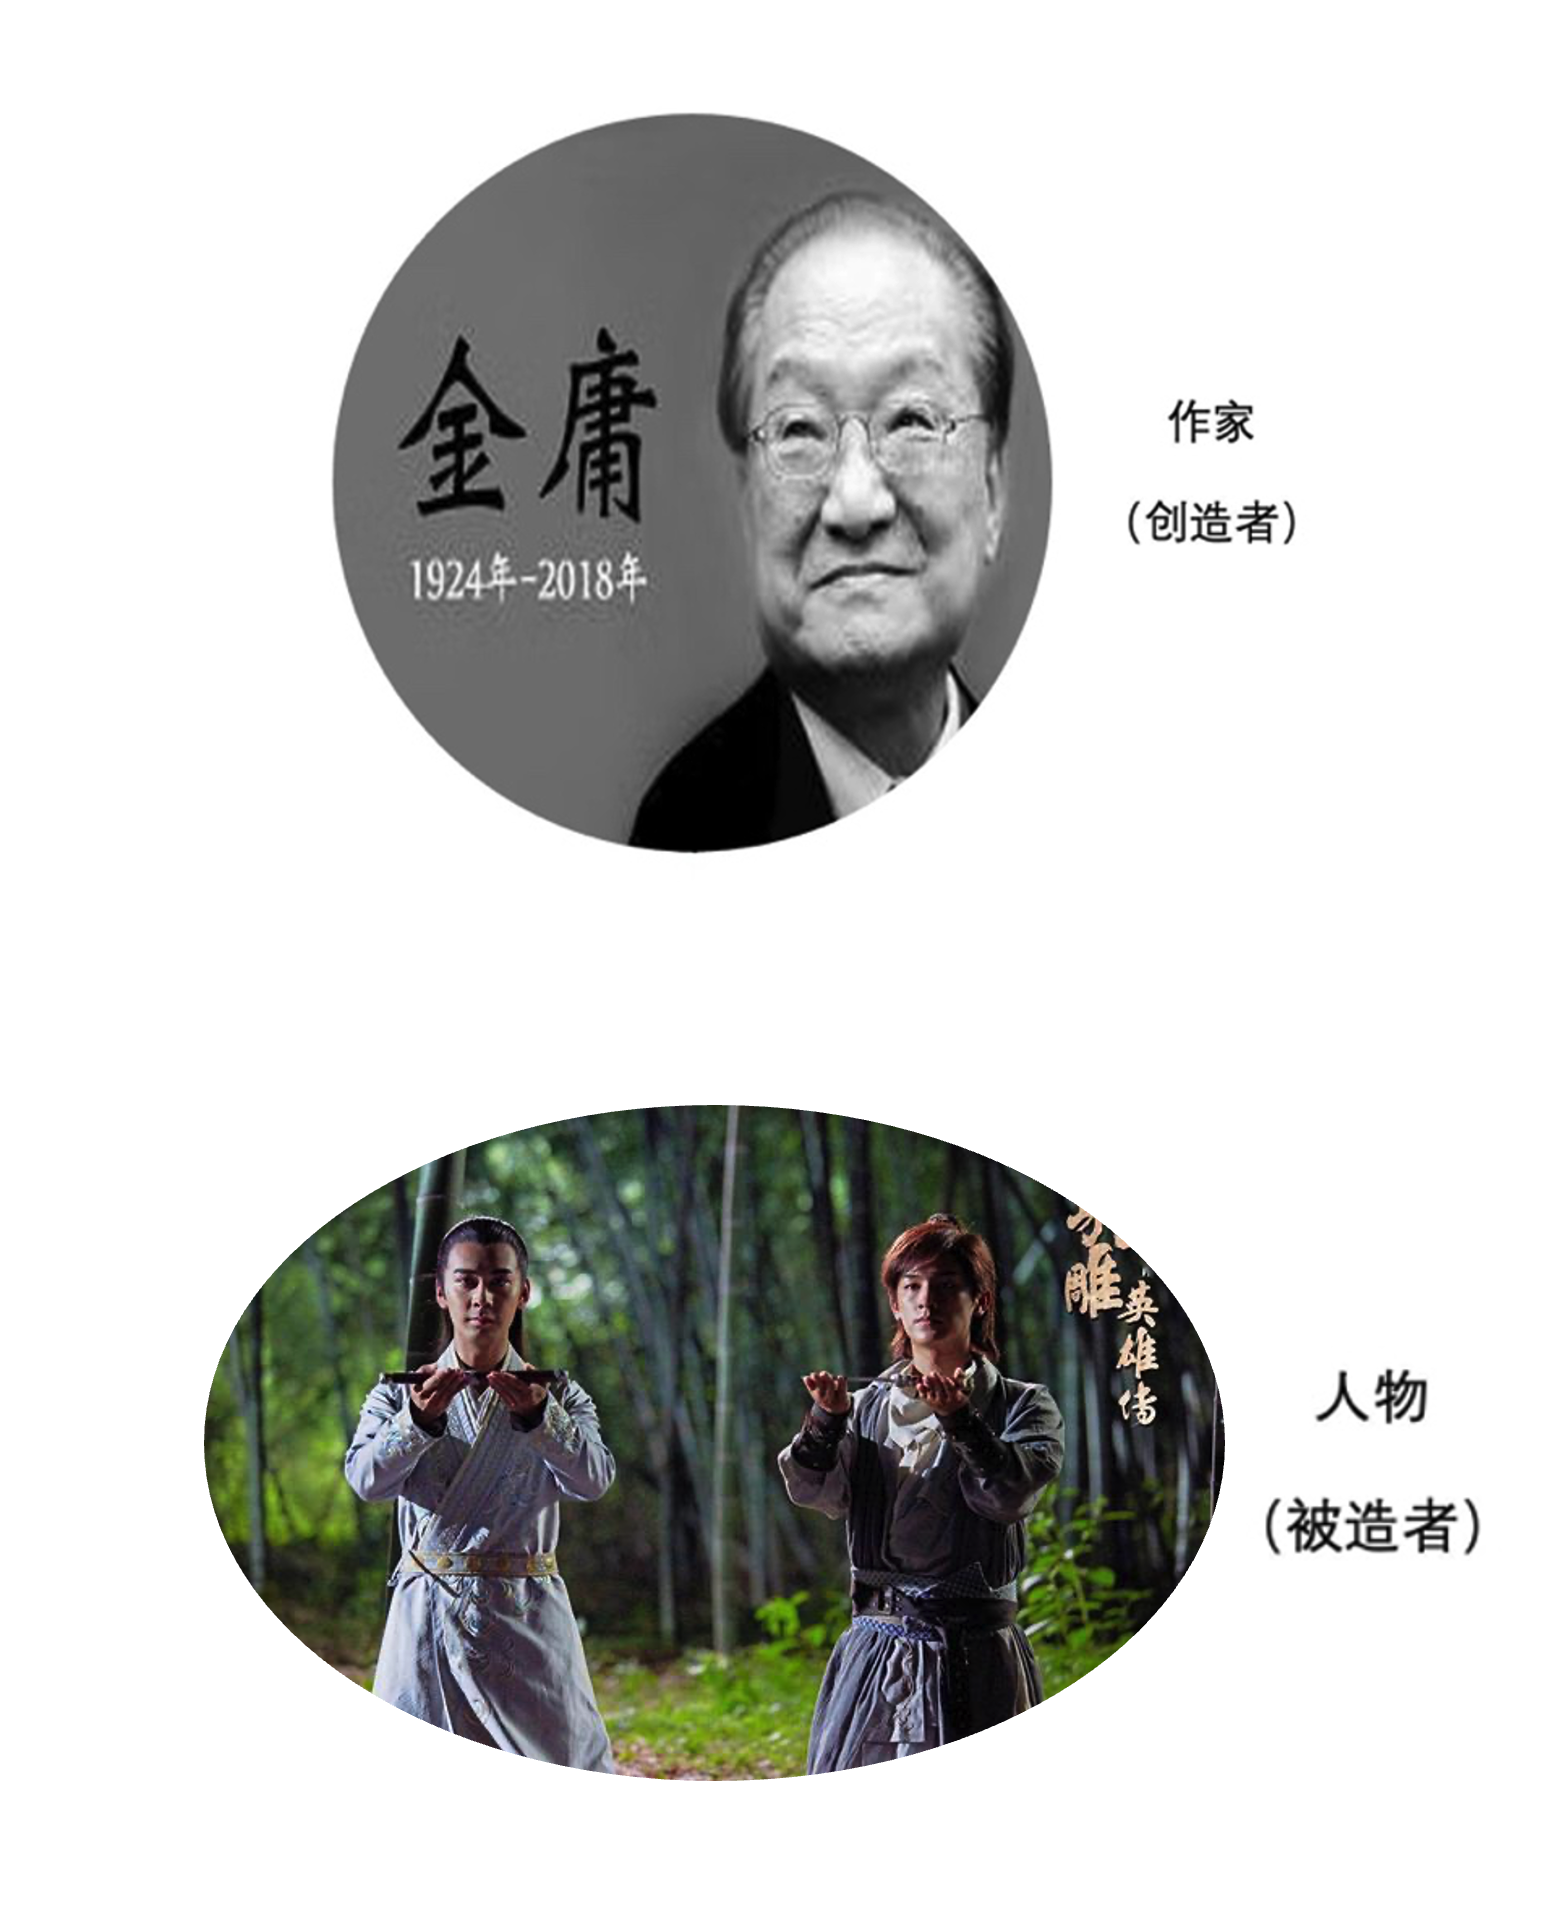 金庸
1924年-2018年
作家
（创造者）
雕
英雄传
人物
（被造者）